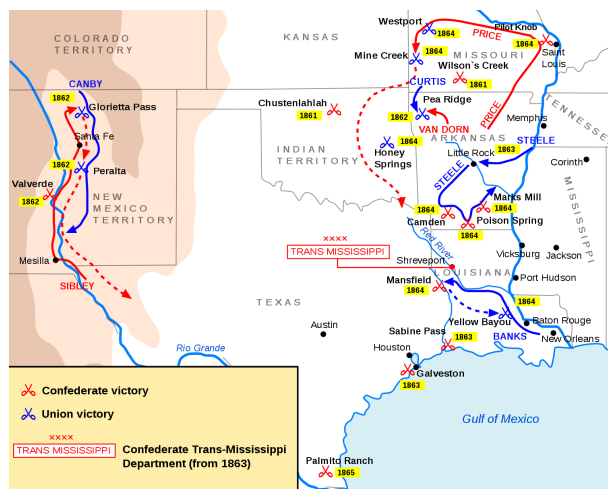 COLORADO
TERRITORY
KANSAS
Westport
1864
Pilot Knob
1864
PRICE
Saint
Louis
Mine Creek
1864
MISSOURI
Wilson`s Creek
1861
CANBY
1862
Glorietta Pass
CURTIS
Pea Ridge
1862
VAN DORN
PRICE
Chustenlahlah
1861
TENNESSEE
Memphis
Santa Fe
INDIAN
TERRITORY
1864
Honey
Springs
ARKANSAS
1863
STEELE
Little Rock
Corinth
1862
Peralta
STEELE
Valverde
1862
NEW
MEXICO
TERRITORY
Marks Mill
1864
1864
Camden
Poison Spring
1864
MISSISSIPPI
xxxx
TRANS MISSISSIPPI
Red River
Shreveport
Vicksburg
Jackson
Mesilla
SIBLEY
LOUISIANA
Mansfield
1864
Port Hudson
TEXAS
1864
Yellow Bayou
Baton Rouge
Austin
Sabine Pass
1863
BANKS
New Orleans
Rio Grande
Houston
Galveston
1863
Gulf of Mexico
Palmito Ranch
1865
Confederate victory
Union victory
xxxx
TRANS MISSISSIPPI
Confederate Trans-Mississippi
Department (from 1863)